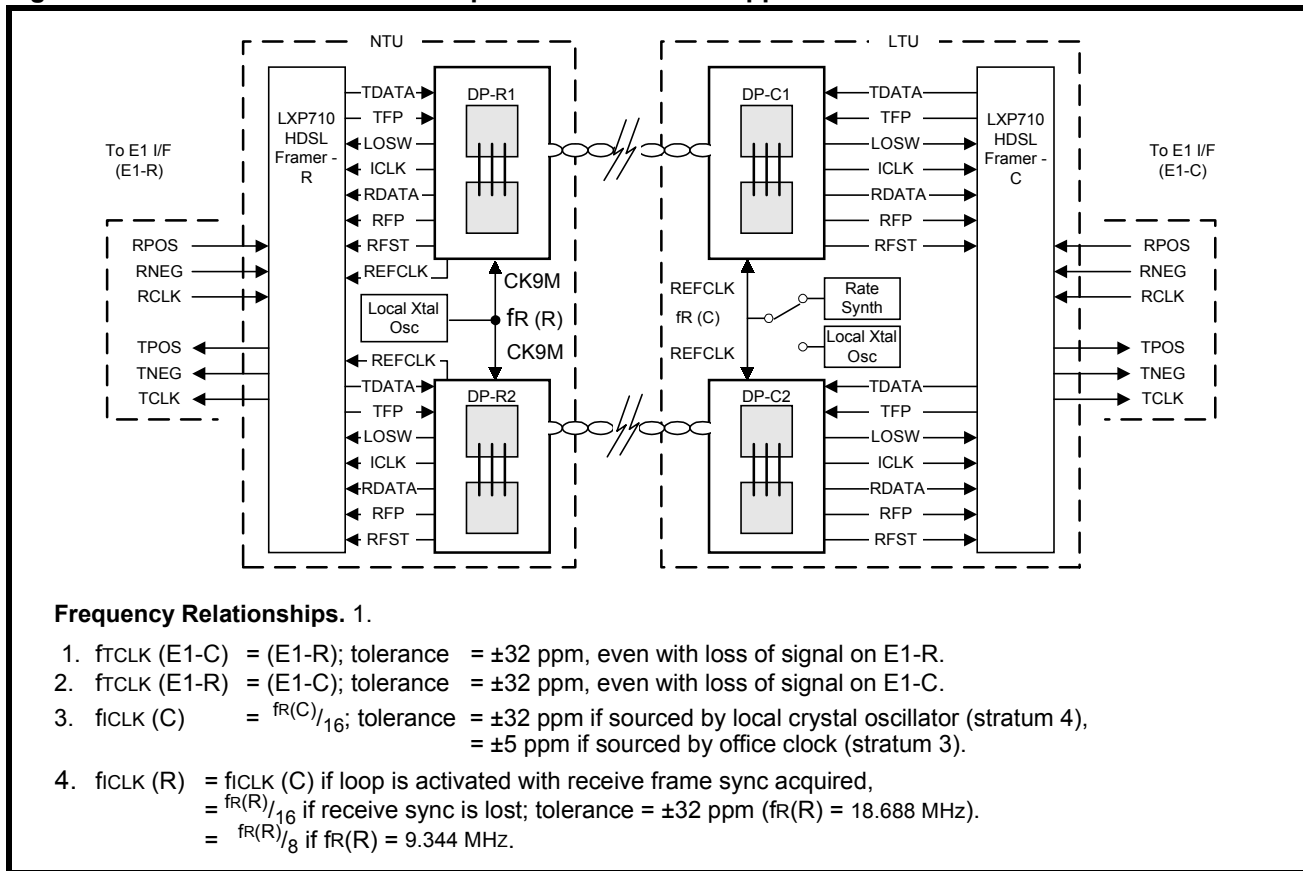 NTU
LTU
To E1 I/F
(E1-R)
RPOS
RNEG
RCLK
TPOS
TNEG
TCLK
LXP710
HDSL
Framer -
R
TDATA
TFP
LOSW
ICLK
RDATA
RFP
RFST
REFCLK
DP-R1
CK9M
Local Xtal
Osc
fR (R)
CK9M
REFCLK
TDATA
TFP
LOSW
ICLK
RDATA
RFP
RFST
DP-R2
DP-C1
TDATA
TFP
LOSW
ICLK
RDATA
RFP
RFST
REFCLK
fR (C)
REFCLK
Rate
Synth
Local Xtal
Osc
DP-C2
TDATA
TFP
LOSW
ICLK
RDATA
RFP
RFST
LXP710
HDSL
Framer -
C
To E1 I/F
(E1-C)
RPOS
RNEG
RCLK
TPOS
TNEG
TCLK
Frequency Relationships. 1.
1. fTCLK (E1-C) = (E1-R); tolerance = ±32 ppm, even with loss of signal on E1-R.
2. fTCLK (E1-R) = (E1-C); tolerance = ±32 ppm, even with loss of signal on E1-C.
3. fICLK (C) = fR(C)/16; tolerance = ±32 ppm if sourced by local crystal oscillator (stratum 4),
= ±5 ppm if sourced by office clock (stratum 3).
4. fICLK (R) = fICLK (C) if loop is activated with receive frame sync acquired,
= fR(R)/16 if receive sync is lost; tolerance = ±32 ppm (fR(R) = 18.688 MHz).
= fR(R)/8 if fR(R) = 9.344 MHz.